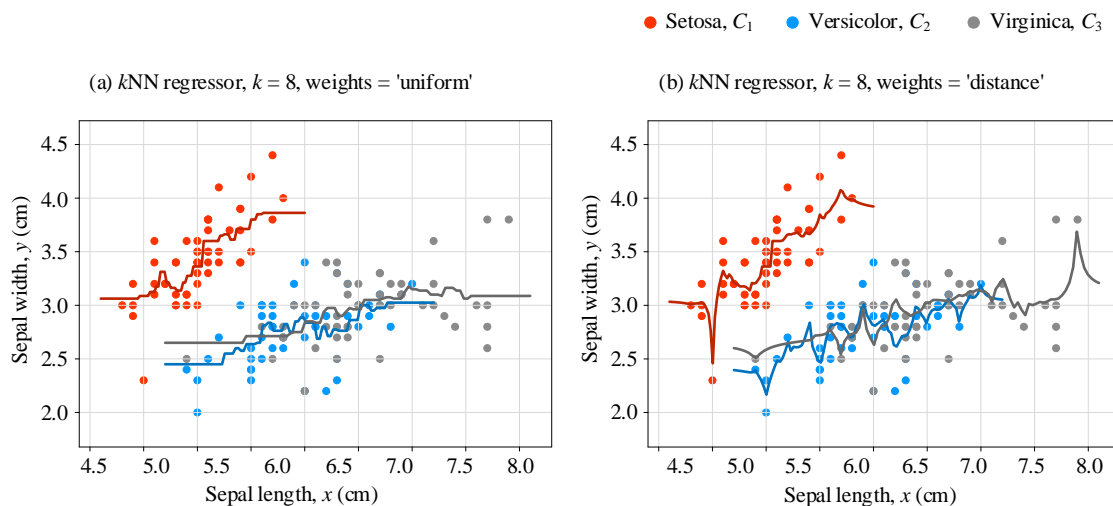 Setosa, C1 Versicolor, C2 Virginica, C3
(a) kNN regressor, k = 8, weights = 'uniform'
(b) kNN regressor, k = 8, weights = 'distance'
Sepal width, y (cm)
4.5
4.0
3.5
3.0
2.5
2.0
4.5 5.0 5.5 6.0 6.5 7.0 7.5 8.0
Sepal length, x (cm)
Sepal width, y (cm)
4.5
4.0
3.5
3.0
2.5
2.0
4.5 5.0 5.5 6.0 6.5 7.0 7.5 8.0
Sepal length, x (cm)